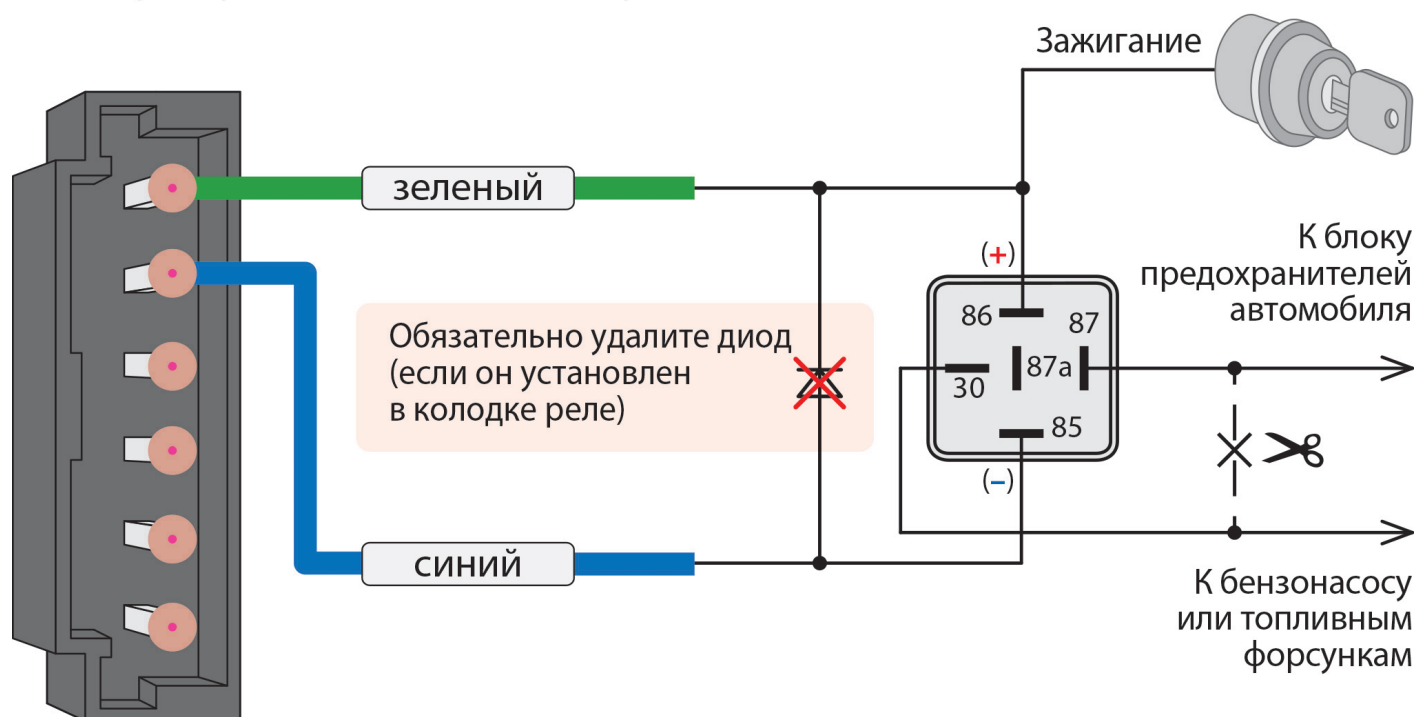 Зажигание
зеленый
К блоку
предохранителей
автомобиля
(+)
86
87
87a
30
85
(–)
Обязательно удалите диод
(если он установлен
в колодке реле)
синий
К бензонасосу
или топливным
форсункам